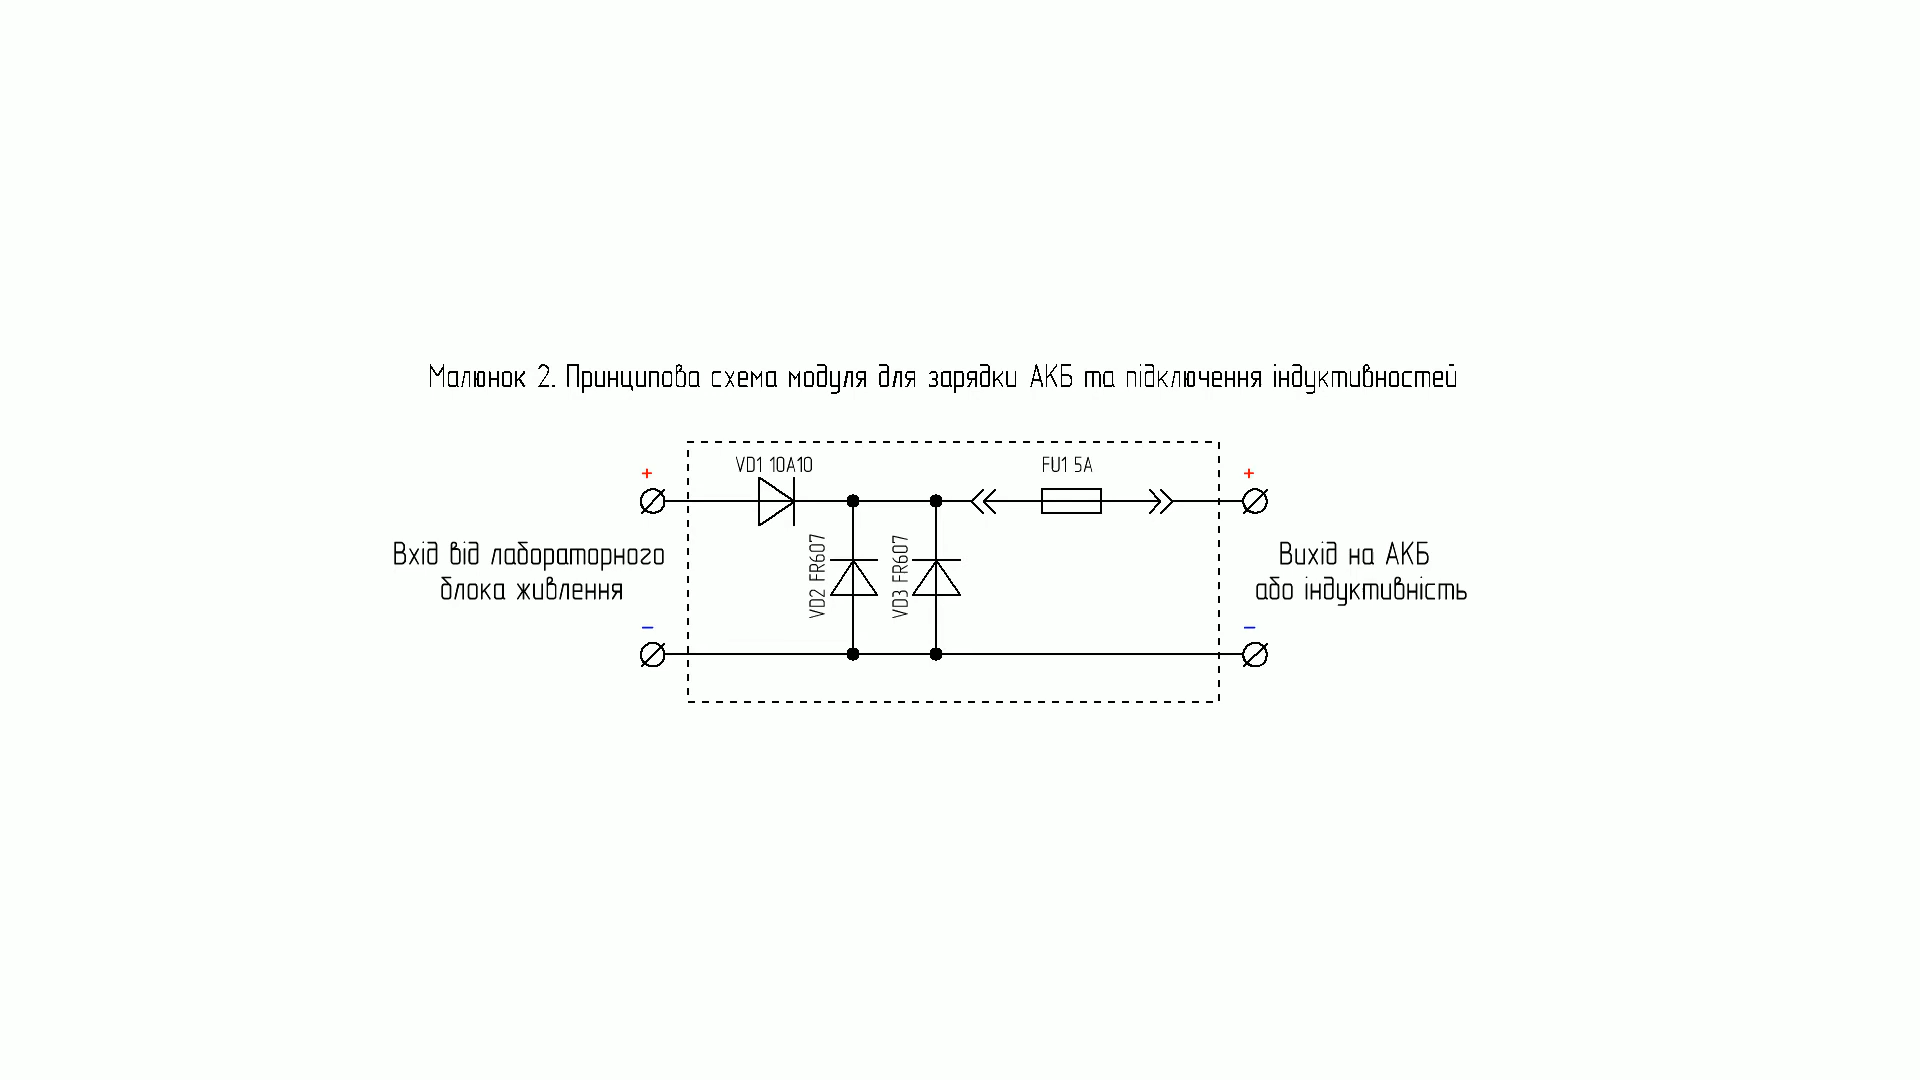 Малюнок 2. Принципова схема модуля для зарядки АКБ та підключення індуктивностей
VD1 10A10
FU1 5A
+
+
VD2 FR607
VD3 FR607
Вхід від лабораторного
блока живлення
Вихід на АКБ
або індуктивність
−
−